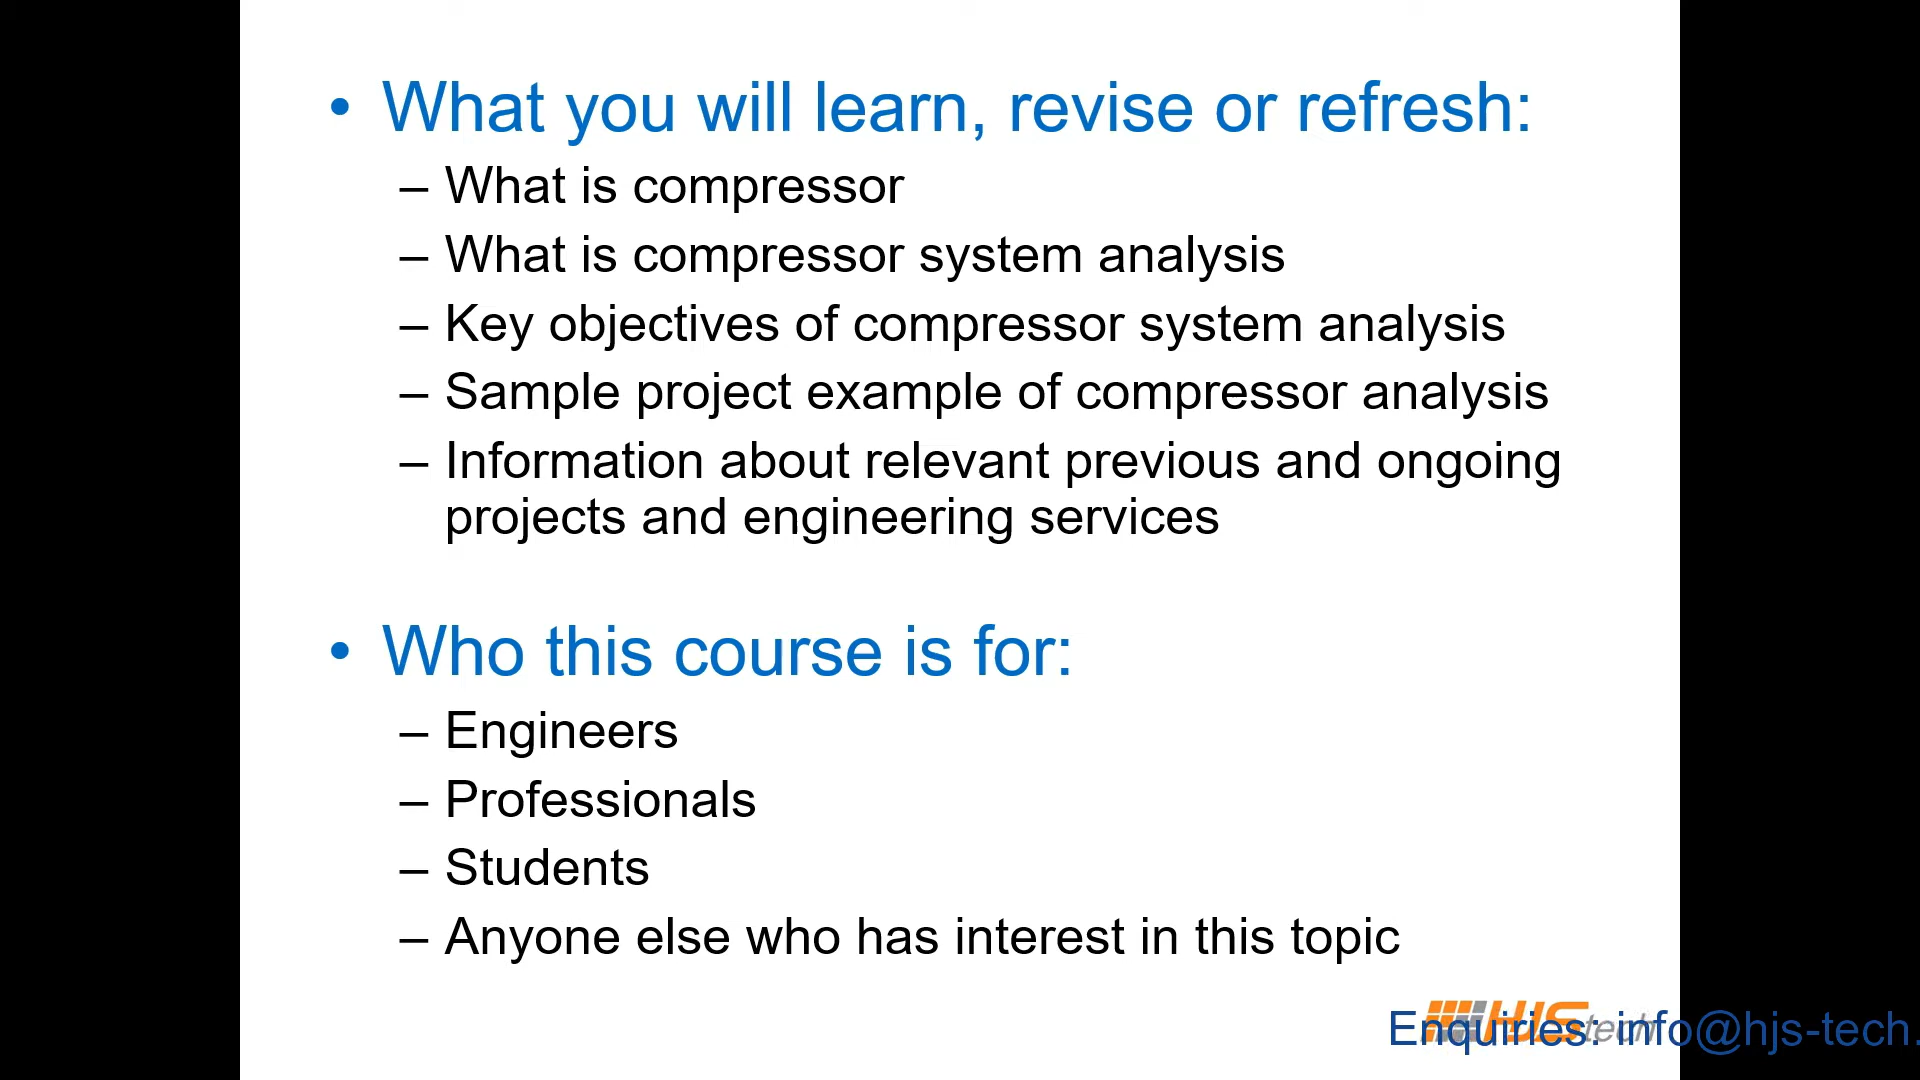 • What you will learn, revise or refresh:
– What is compressor
– What is compressor system analysis
– Key objectives of compressor system analysis
– Sample project example of compressor analysis
– Information about relevant previous and ongoing
projects and engineering services
• Who this course is for:
– Engineers
– Professionals
– Students
– Anyone else who has interest in this topic
HJS tech
Enquiries: info@hjs-tech.